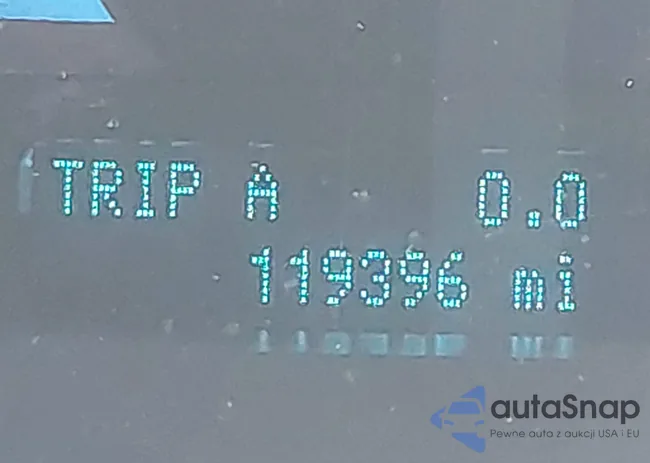 TRIP A 0.0
119396 mi
autaSnap
Pewne auta z aukcji USA i EU